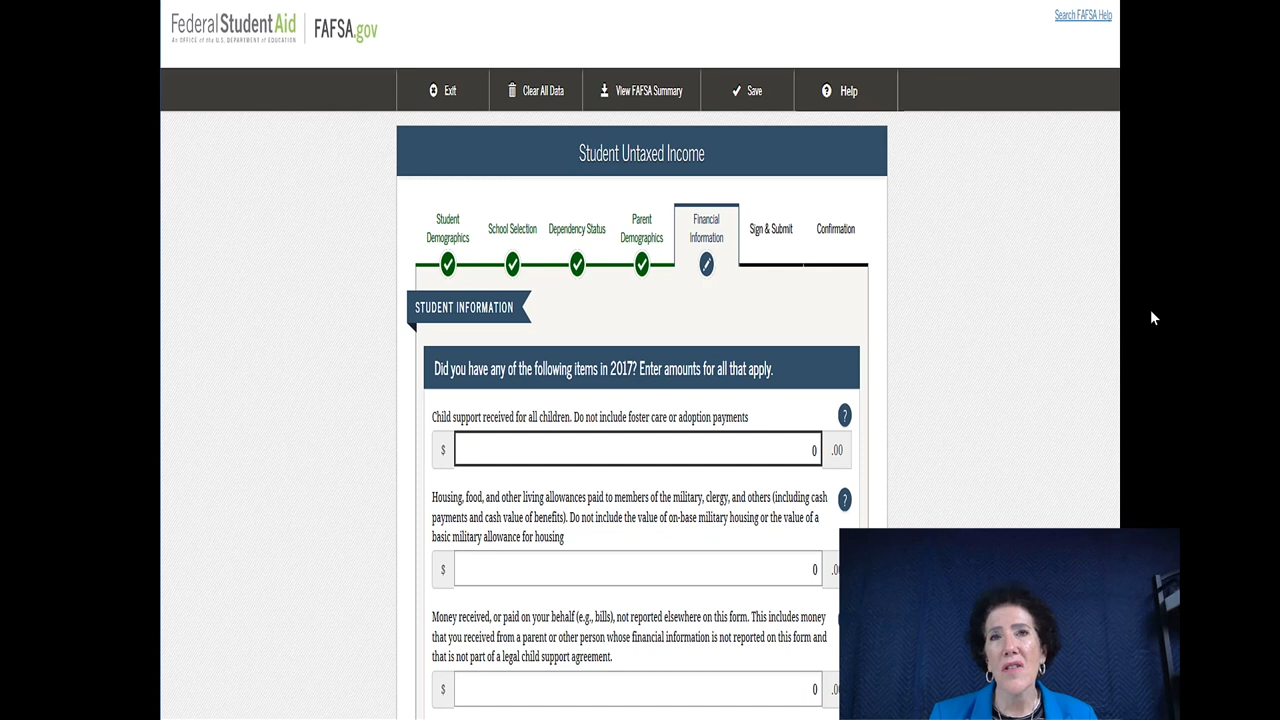 Federal Student Aid
An OFFICE of the U.S. DEPARTMENT of EDUCATION
FAFSA.gov
Search FAFSA Help
Exit
Clear All Data
View FAFSA Summary
Save
Help
Student Untaxed Income
Student
Demographics
School Selection
Dependency Status
Parent
Demographics
Financial
Information
Sign & Submit
Confirmation
STUDENT INFORMATION
Did you have any of the following items in 2017? Enter amounts for all that apply.
Child support received for all children. Do not include foster care or adoption payments
?
$ 0 .00
Housing, food, and other living allowances paid to members of the military, clergy, and others (including cash
?
payments and cash value of benefits). Do not include the value of on-base military housing or the value of a
basic military allowance for housing
$ 0 .0
Money received, or paid on your behalf (e.g., bills), not reported elsewhere on this form. This includes money
that you received from a parent or other person whose financial information is not reported on this form and
that is not part of a legal child support agreement.
$ 0 .0